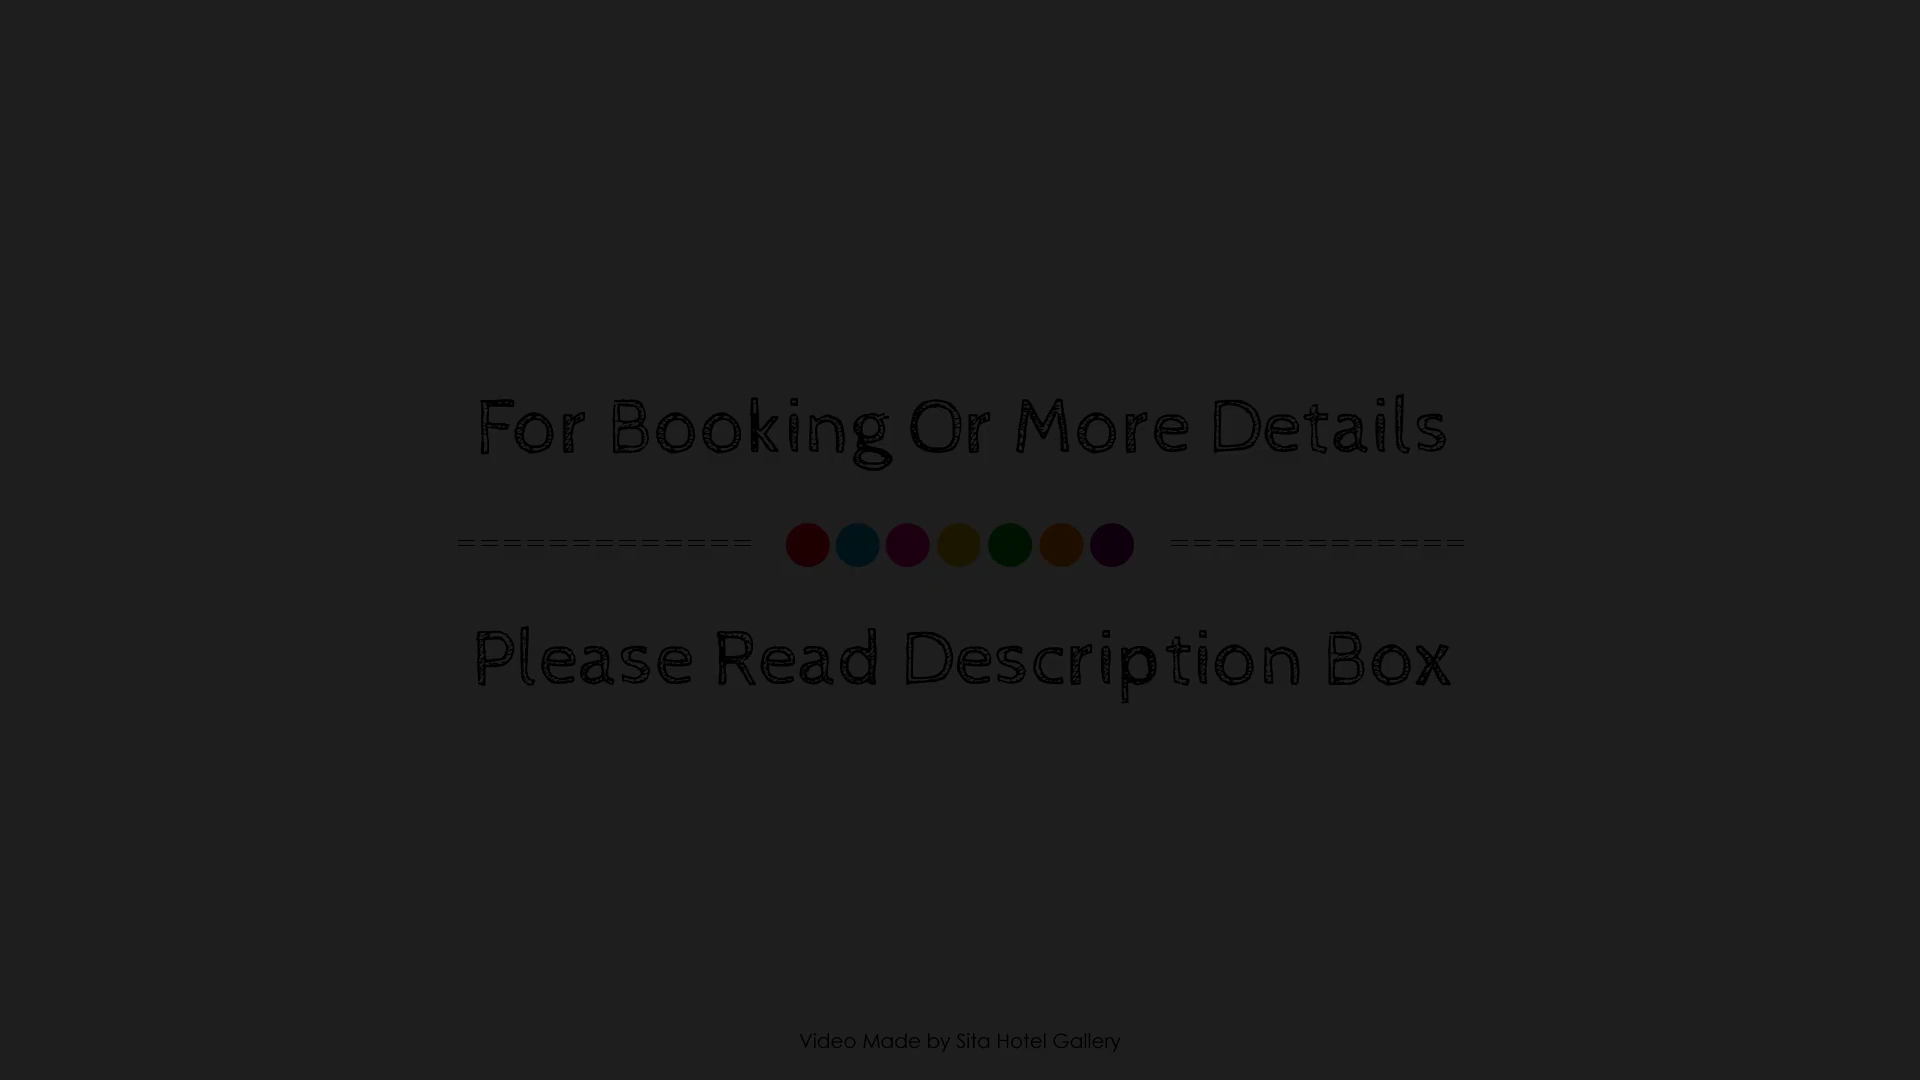 For Booking Or More Details
============= =============
Please Read Description Box
Video Made by Sita Hotel Gallery